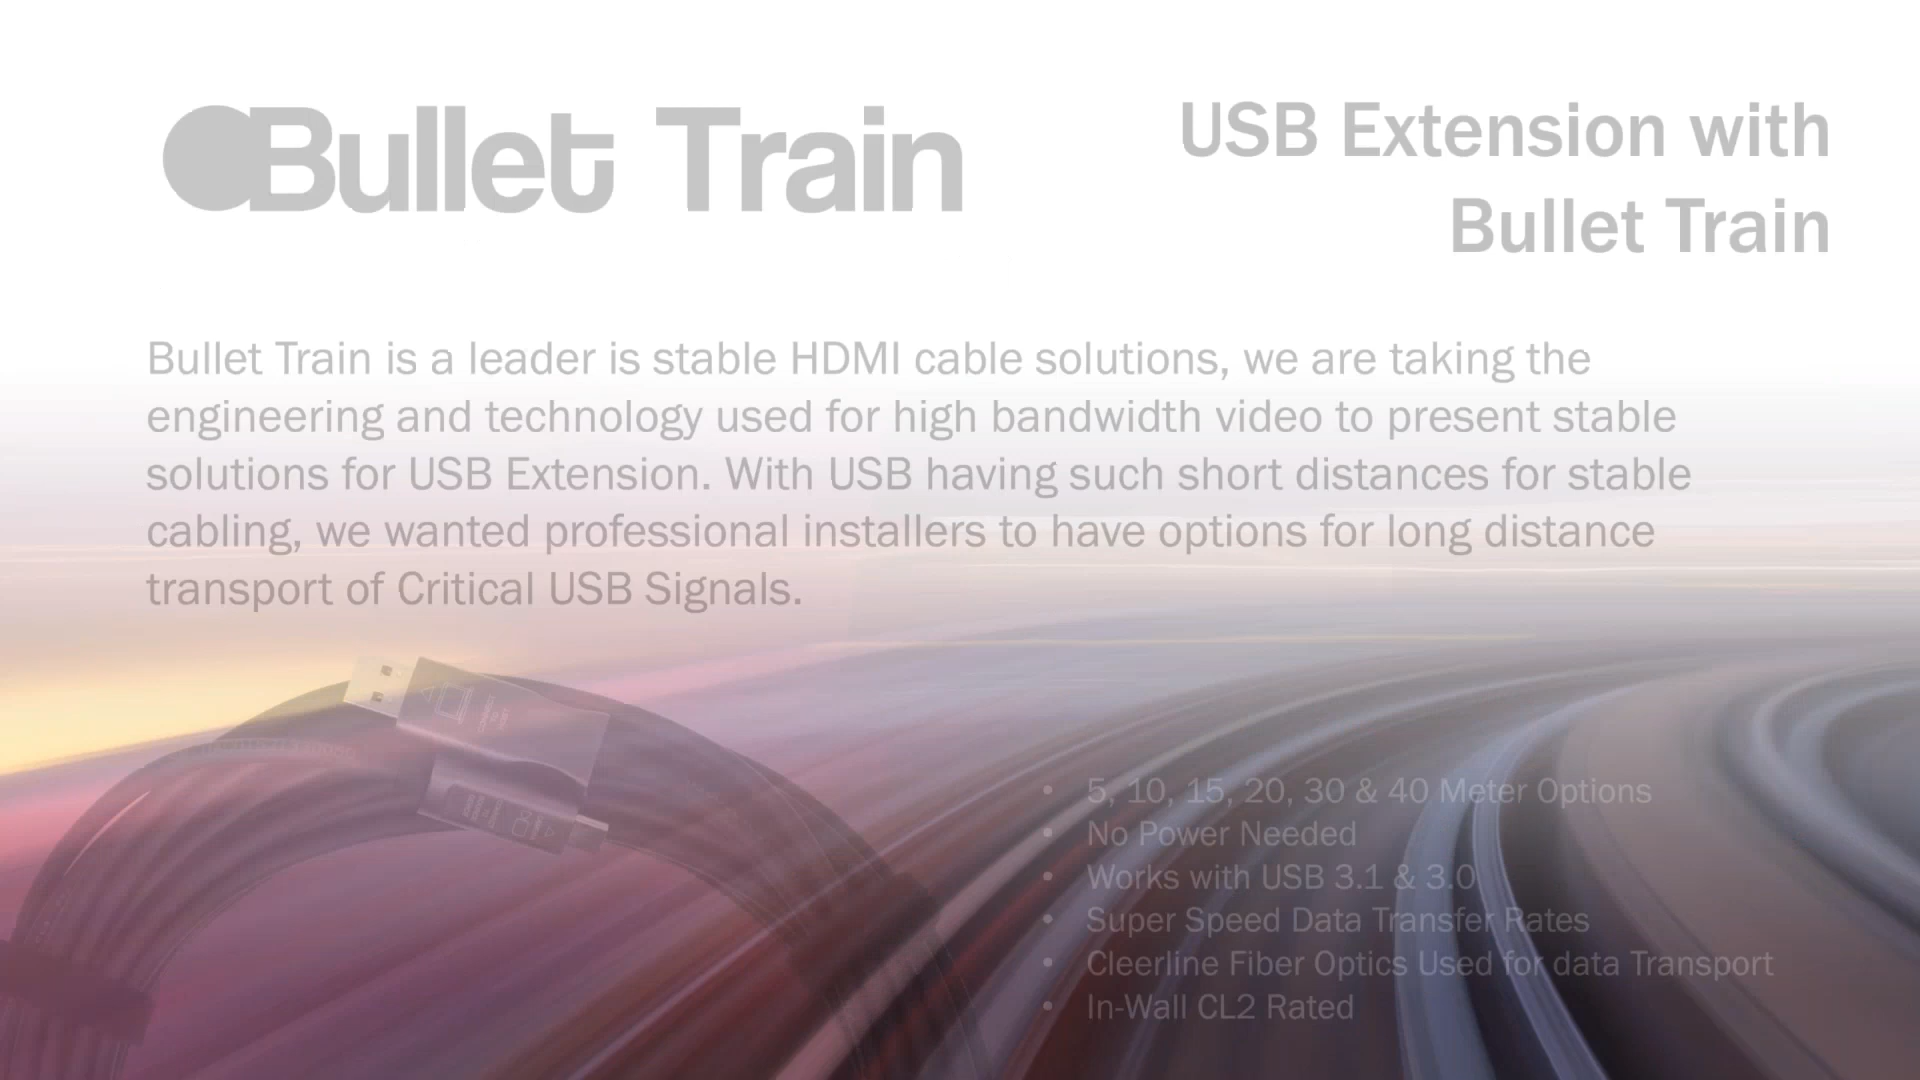 Bullet Train
USB Extension with
Bullet Train
Bullet Train is a leader is stable HDMI cable solutions, we are taking the
engineering and technology used for high bandwidth video to present stable
solutions for USB Extension. With USB having such short distances for stable
cabling, we wanted professional installers to have options for long distance
transport of Critical USB Signals.
• 5, 10, 15, 20, 30 & 40 Meter Options
• No Power Needed
• Works with USB 3.1 & 3.0
• Super Speed Data Transfer Rates
• Cleerline Fiber Optics Used for data Transport
• In-Wall CL2 Rated